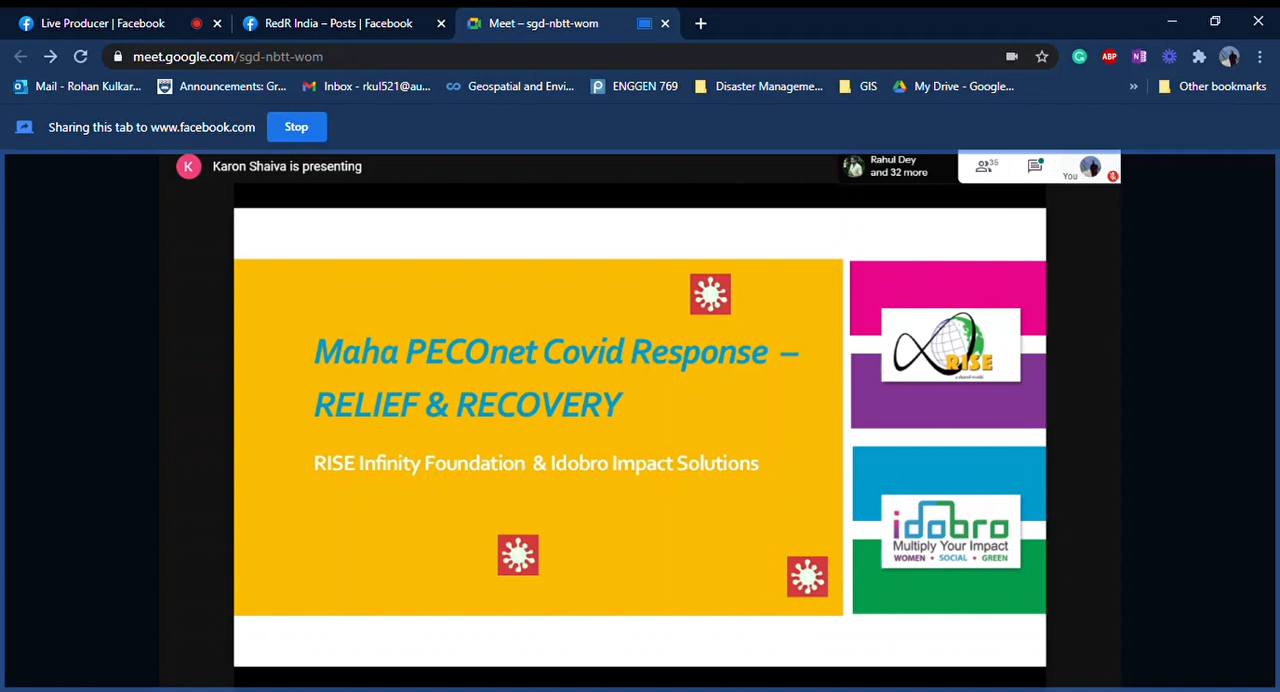 Live Producer | Facebook
RedR India – Posts | Facebook
Meet – sgd-nbtt-wom
meet.google.com/sgd-nbtt-wom
ABP
N
Mail - Rohan Kulkar...
Announcements: Gr...
Inbox - rkul521@au...
Geospatial and Envi...
ENGGEN 769
Disaster Manageme...
GIS
My Drive - Google...
»
Other bookmarks
Sharing this tab to www.facebook.com
Stop
K
Karon Shaiva is presenting
Rahul Dey
and 32 more
35
You
Maha PECOnet Covid Response –
RELIEF & RECOVERY
RISE Infinity Foundation & Idobro Impact Solutions
RISE
idobro
Multiply Your Impact
WOMEN • SOCIAL • GREEN